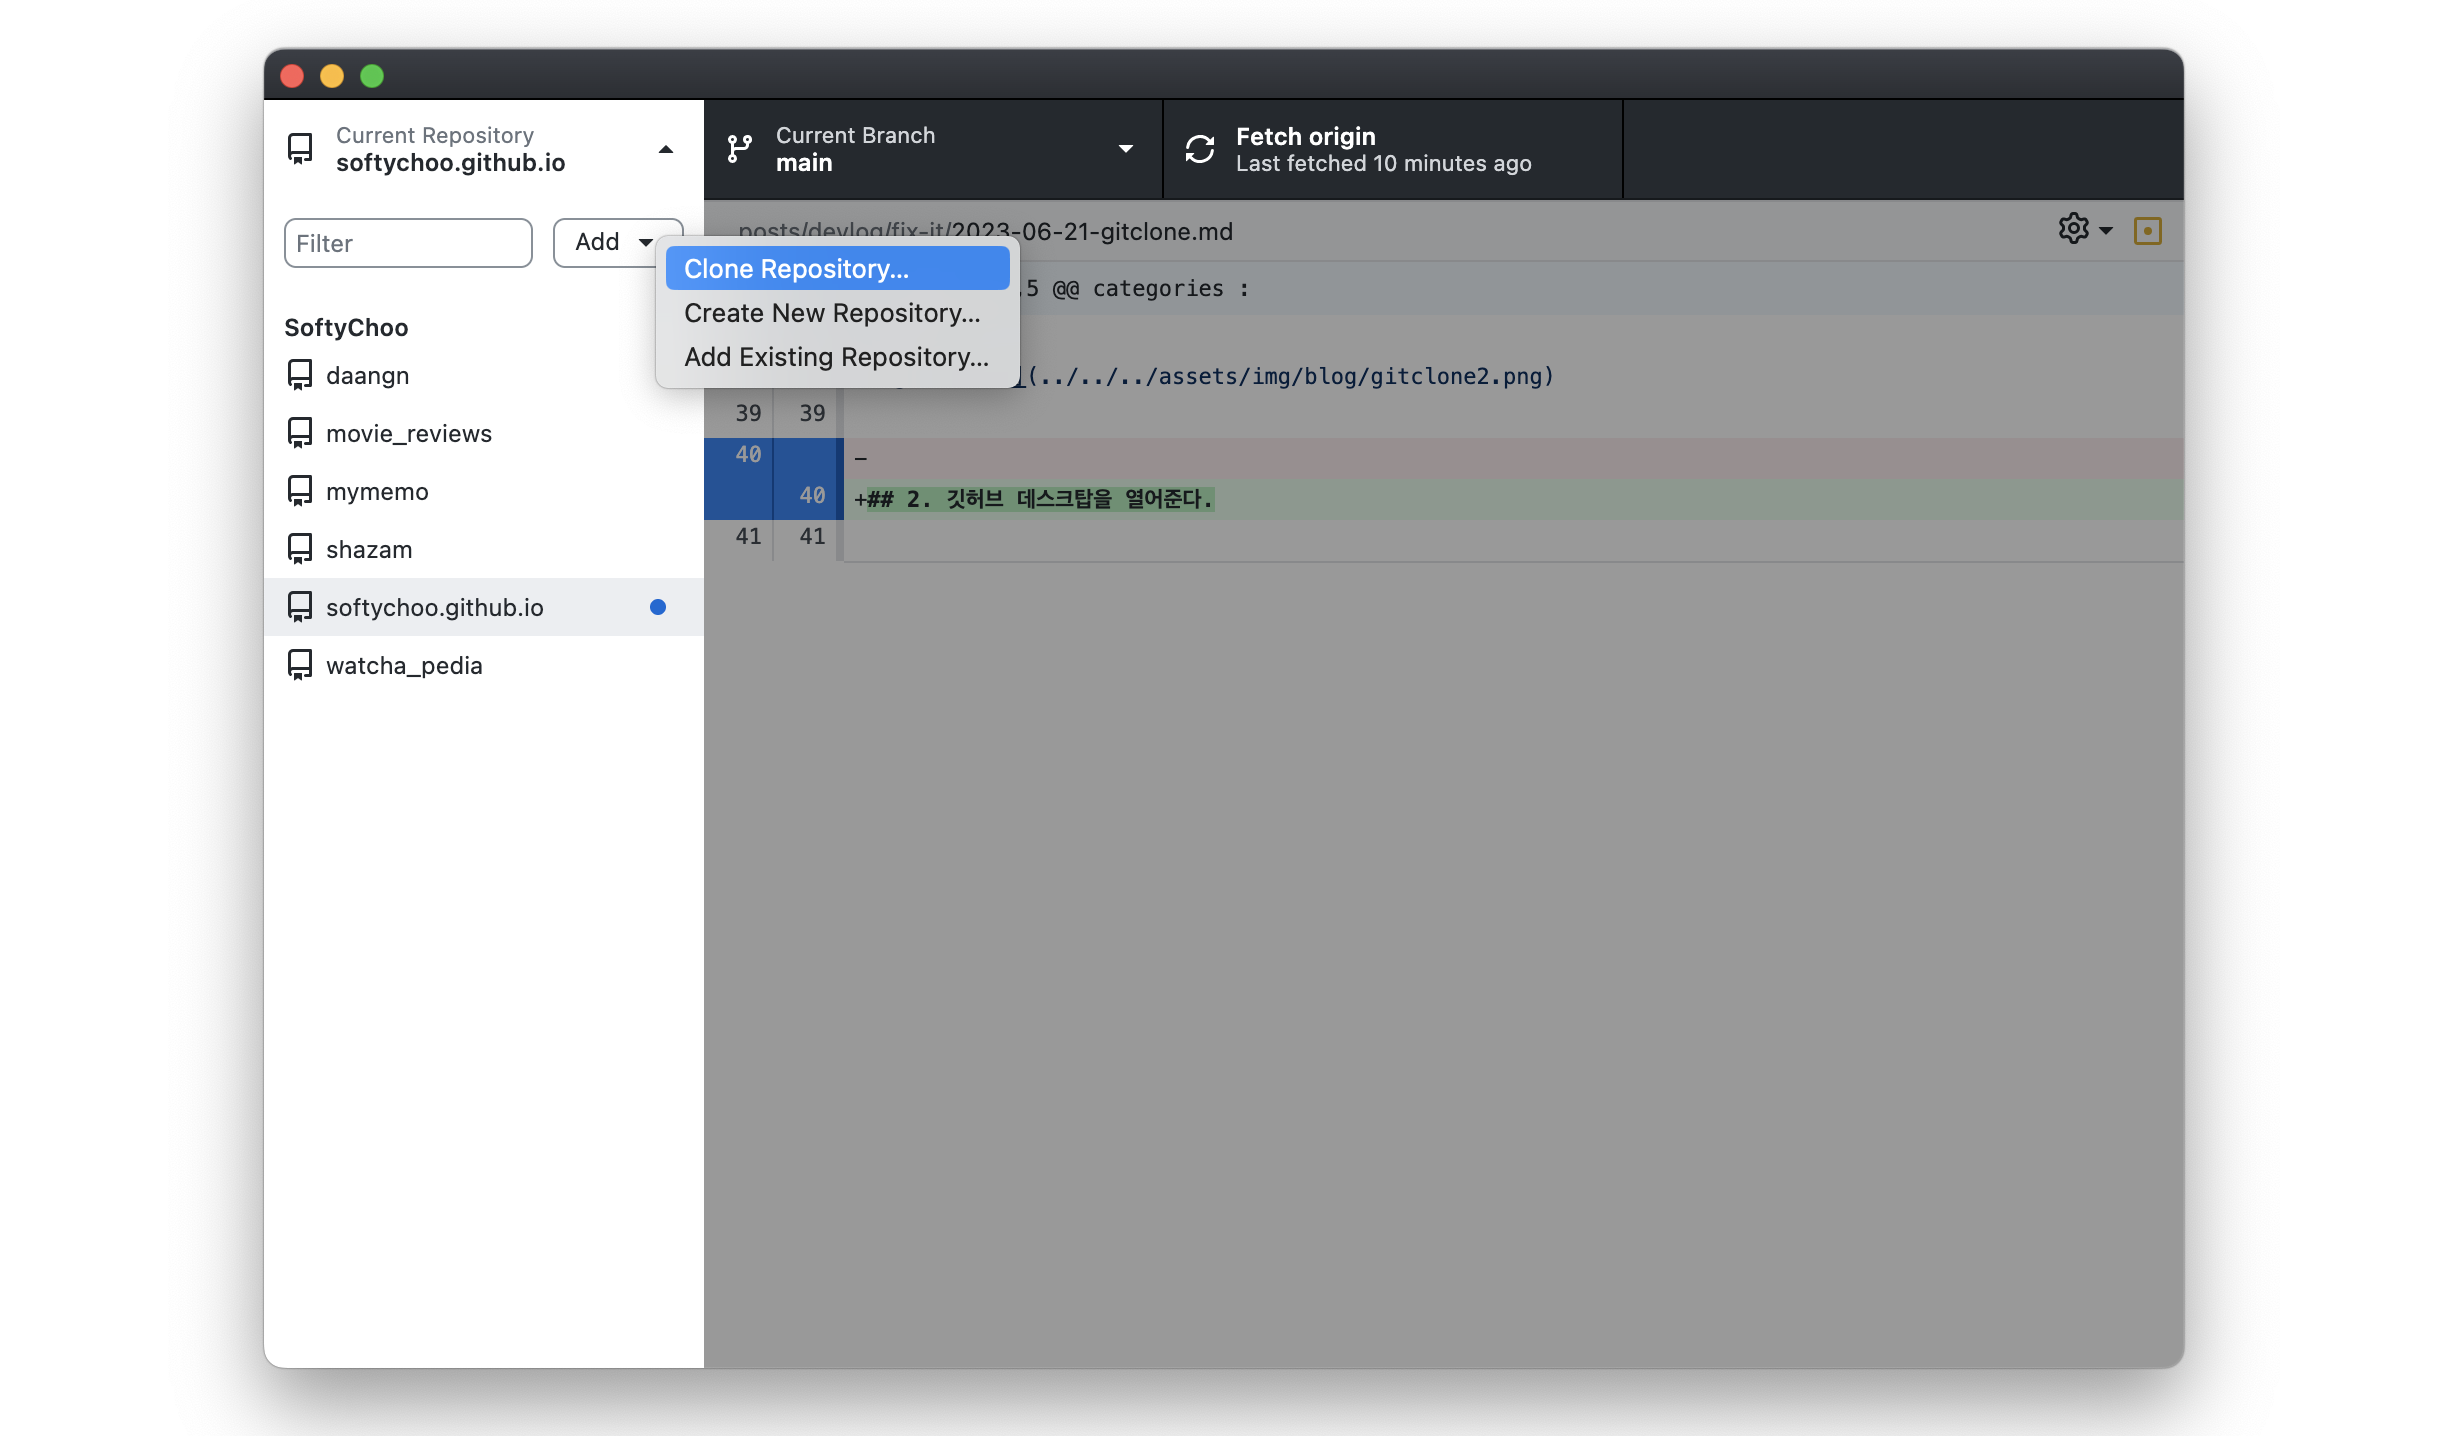 Current Repository
softychoo.github.io
Current Branch
main
Fetch origin
Last fetched 10 minutes ago
Filter
Add
posts/devlog/fix-it/2023-06-21-gitclone.md
Clone Repository...
Create New Repository...
Add Existing Repository...
5 @@ categories :
SoftyChoo
daangn
movie_reviews
mymemo
shazam
softychoo.github.io
watcha_pedia
](../../../assets/img/blog/gitclone2.png)
39 39
40 -
40 +## 2. 깃허브 데스크탑을 열어준다.
41 41